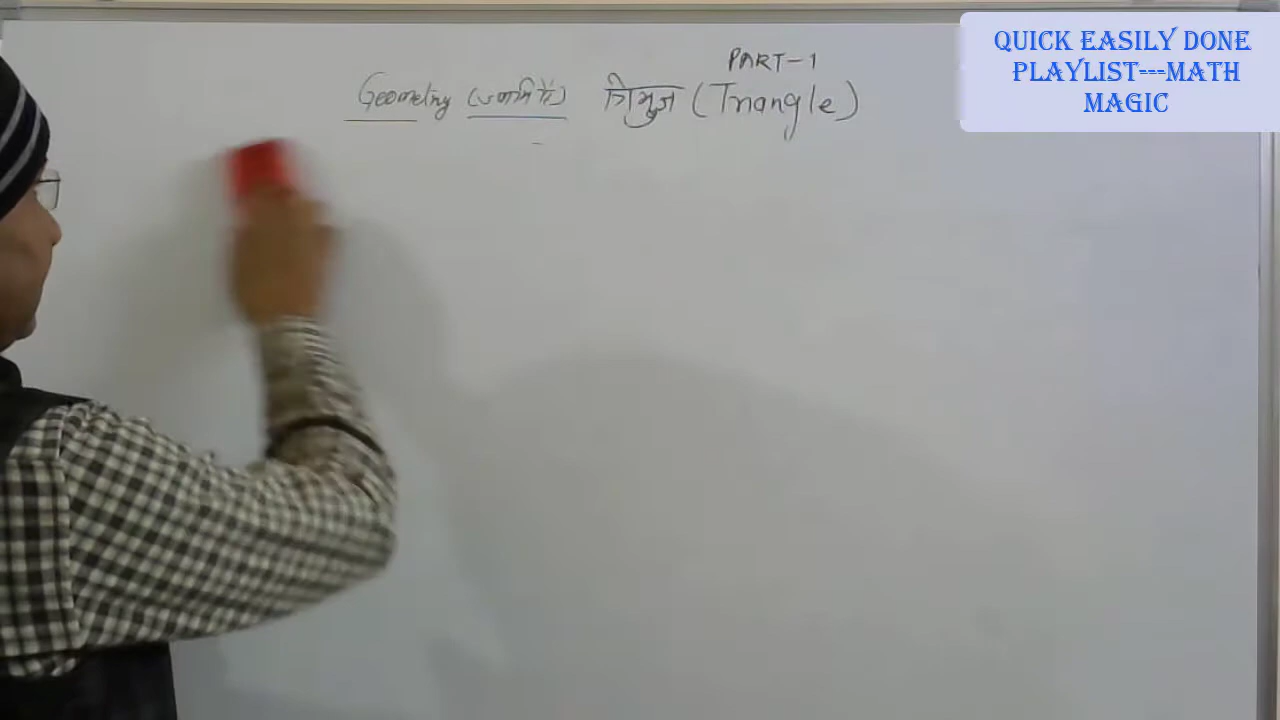 PART-1
Geometry (ज्यामिति) त्रिभुज (Triangle)
QUICK EASILY DONE
PLAYLIST---MATH
MAGIC